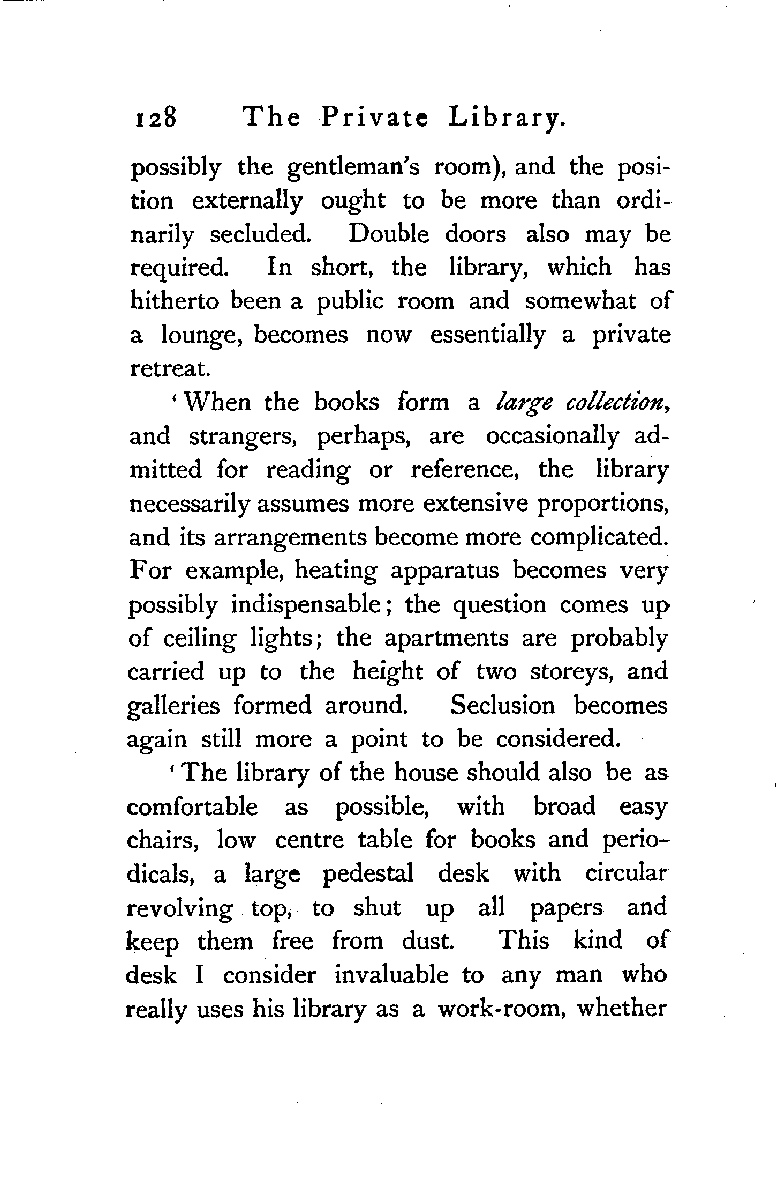 128 The Private Library.
possibly the gentleman's room), and the posi-
tion externally ought to be more than ordi-
narily secluded. Double doors also may be
required. In short, the library, which has
hitherto been a public room and somewhat of
a lounge, becomes now essentially a private
retreat.
‘When the books form a large collection,
and strangers, perhaps, are occasionally ad-
mitted for reading or reference, the library
necessarily assumes more extensive proportions,
and its arrangements become more complicated.
For example, heating apparatus becomes very
possibly indispensable; the question comes up
of ceiling lights; the apartments are probably
carried up to the height of two storeys, and
galleries formed around. Seclusion becomes
again still more a point to be considered.
‘The library of the house should also be as
comfortable as possible, with broad easy
chairs, low centre table for books and perio-
dicals, a large pedestal desk with circular
revolving top, to shut up all papers and
keep them free from dust. This kind of
desk I consider invaluable to any man who
really uses his library as a work-room, whether